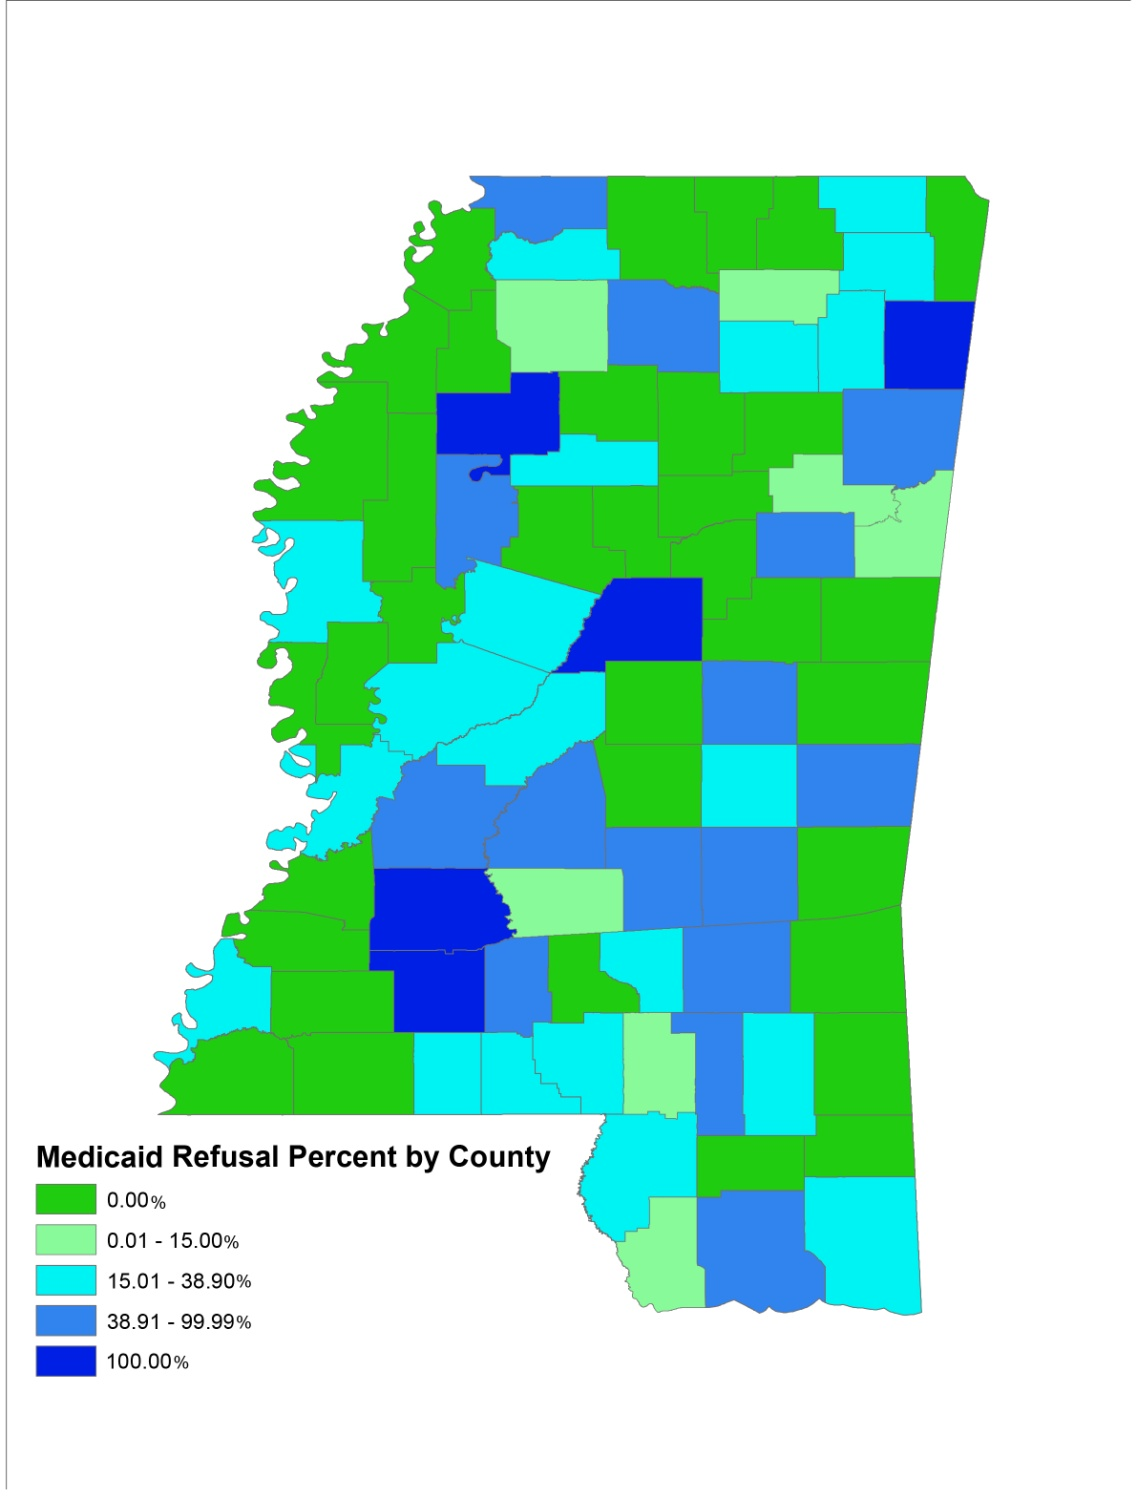 Medicaid Refusal Percent by County
0.00%
0.01 - 15.00%
15.01 - 38.90%
38.91 - 99.99%
100.00%